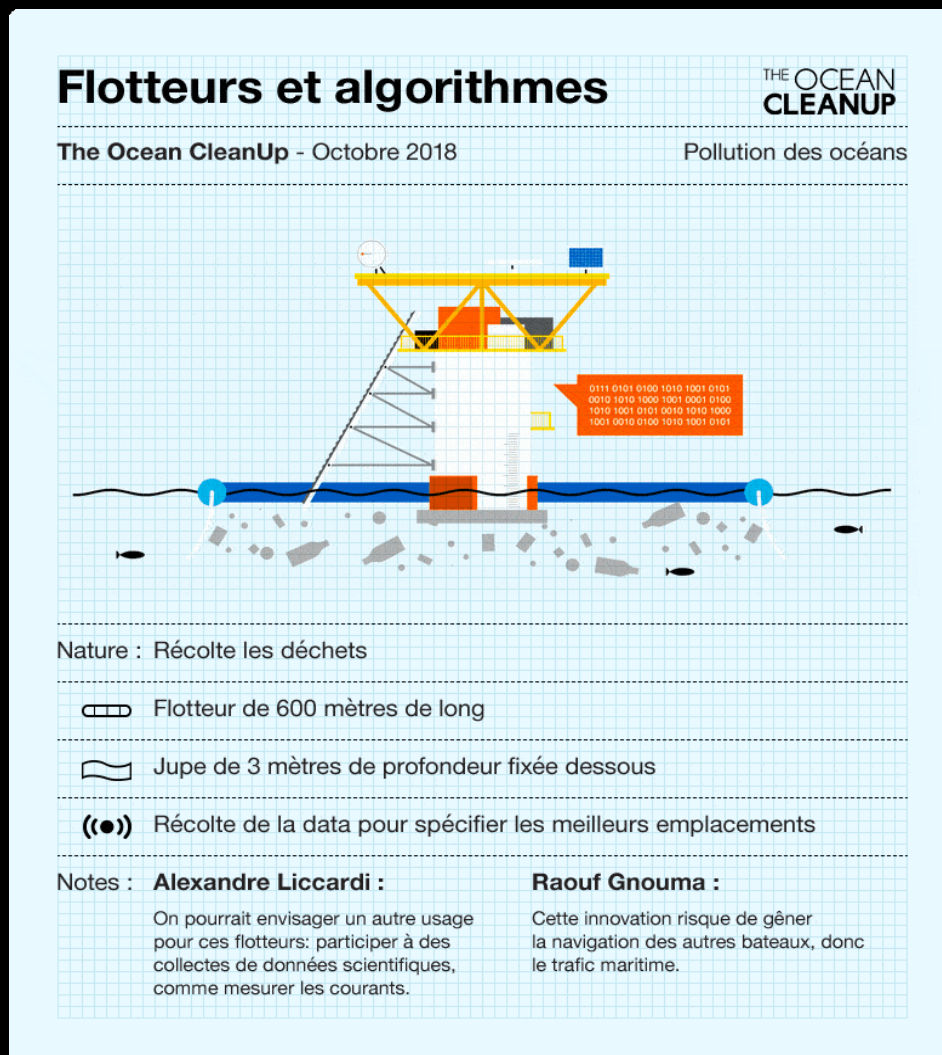 Flotteurs et algorithmes
THE OCEAN
CLEANUP
The Ocean CleanUp - Octobre 2018
Pollution des océans
0111 0101 0100 1010 1001 0101
0010 1010 1000 1001 0001 0100
1010 1001 0101 0010 1010 1000
1001 0010 0100 1010 1001 0101
Nature : Récolte les déchets
Flotteur de 600 mètres de long
Jupe de 3 mètres de profondeur fixée dessous
Récolte de la data pour spécifier les meilleurs emplacements
Notes :
Alexandre Liccardi :
On pourrait envisager un autre usage
pour ces flotteurs: participer à des
collectes de données scientifiques,
comme mesurer les courants.
Raouf Gnouma :
Cette innovation risque de gêner
la navigation des autres bateaux, donc
le trafic maritime.